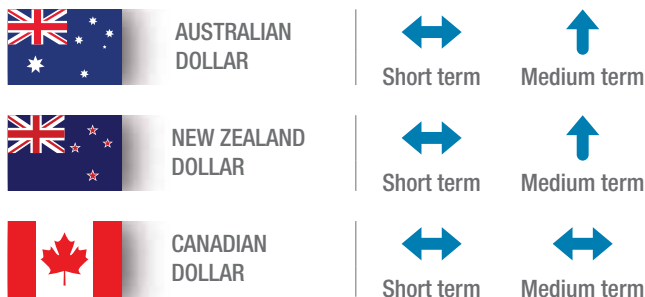 AUSTRALIAN
DOLLAR
Short term
Medium term
NEW ZEALAND
DOLLAR
Short term
Medium term
CANADIAN
DOLLAR
Short term
Medium term